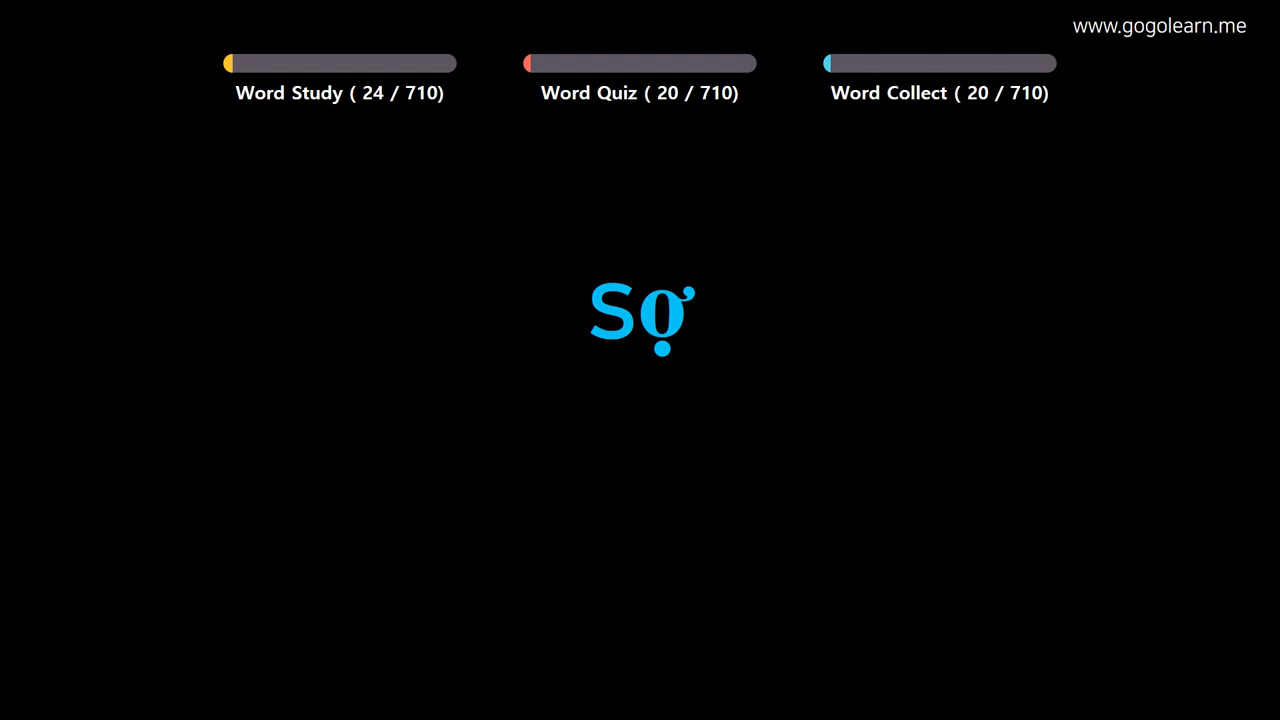 www.gogolearn.me
Word Study ( 24 / 710)
Word Quiz ( 20 / 710)
Word Collect ( 20 / 710)
sợ